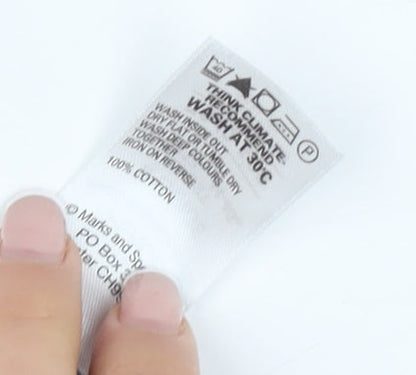 40
P
THINK CLIMATE-
RECOMMEND
WASH AT 30°C
WASH INSIDE OUT
DRY FLAT OR TUMBLE DRY
WASH DEEP COLOURS
TOGETHER
IRON ON REVERSE
100% COTTON
© Marks and
PO Box